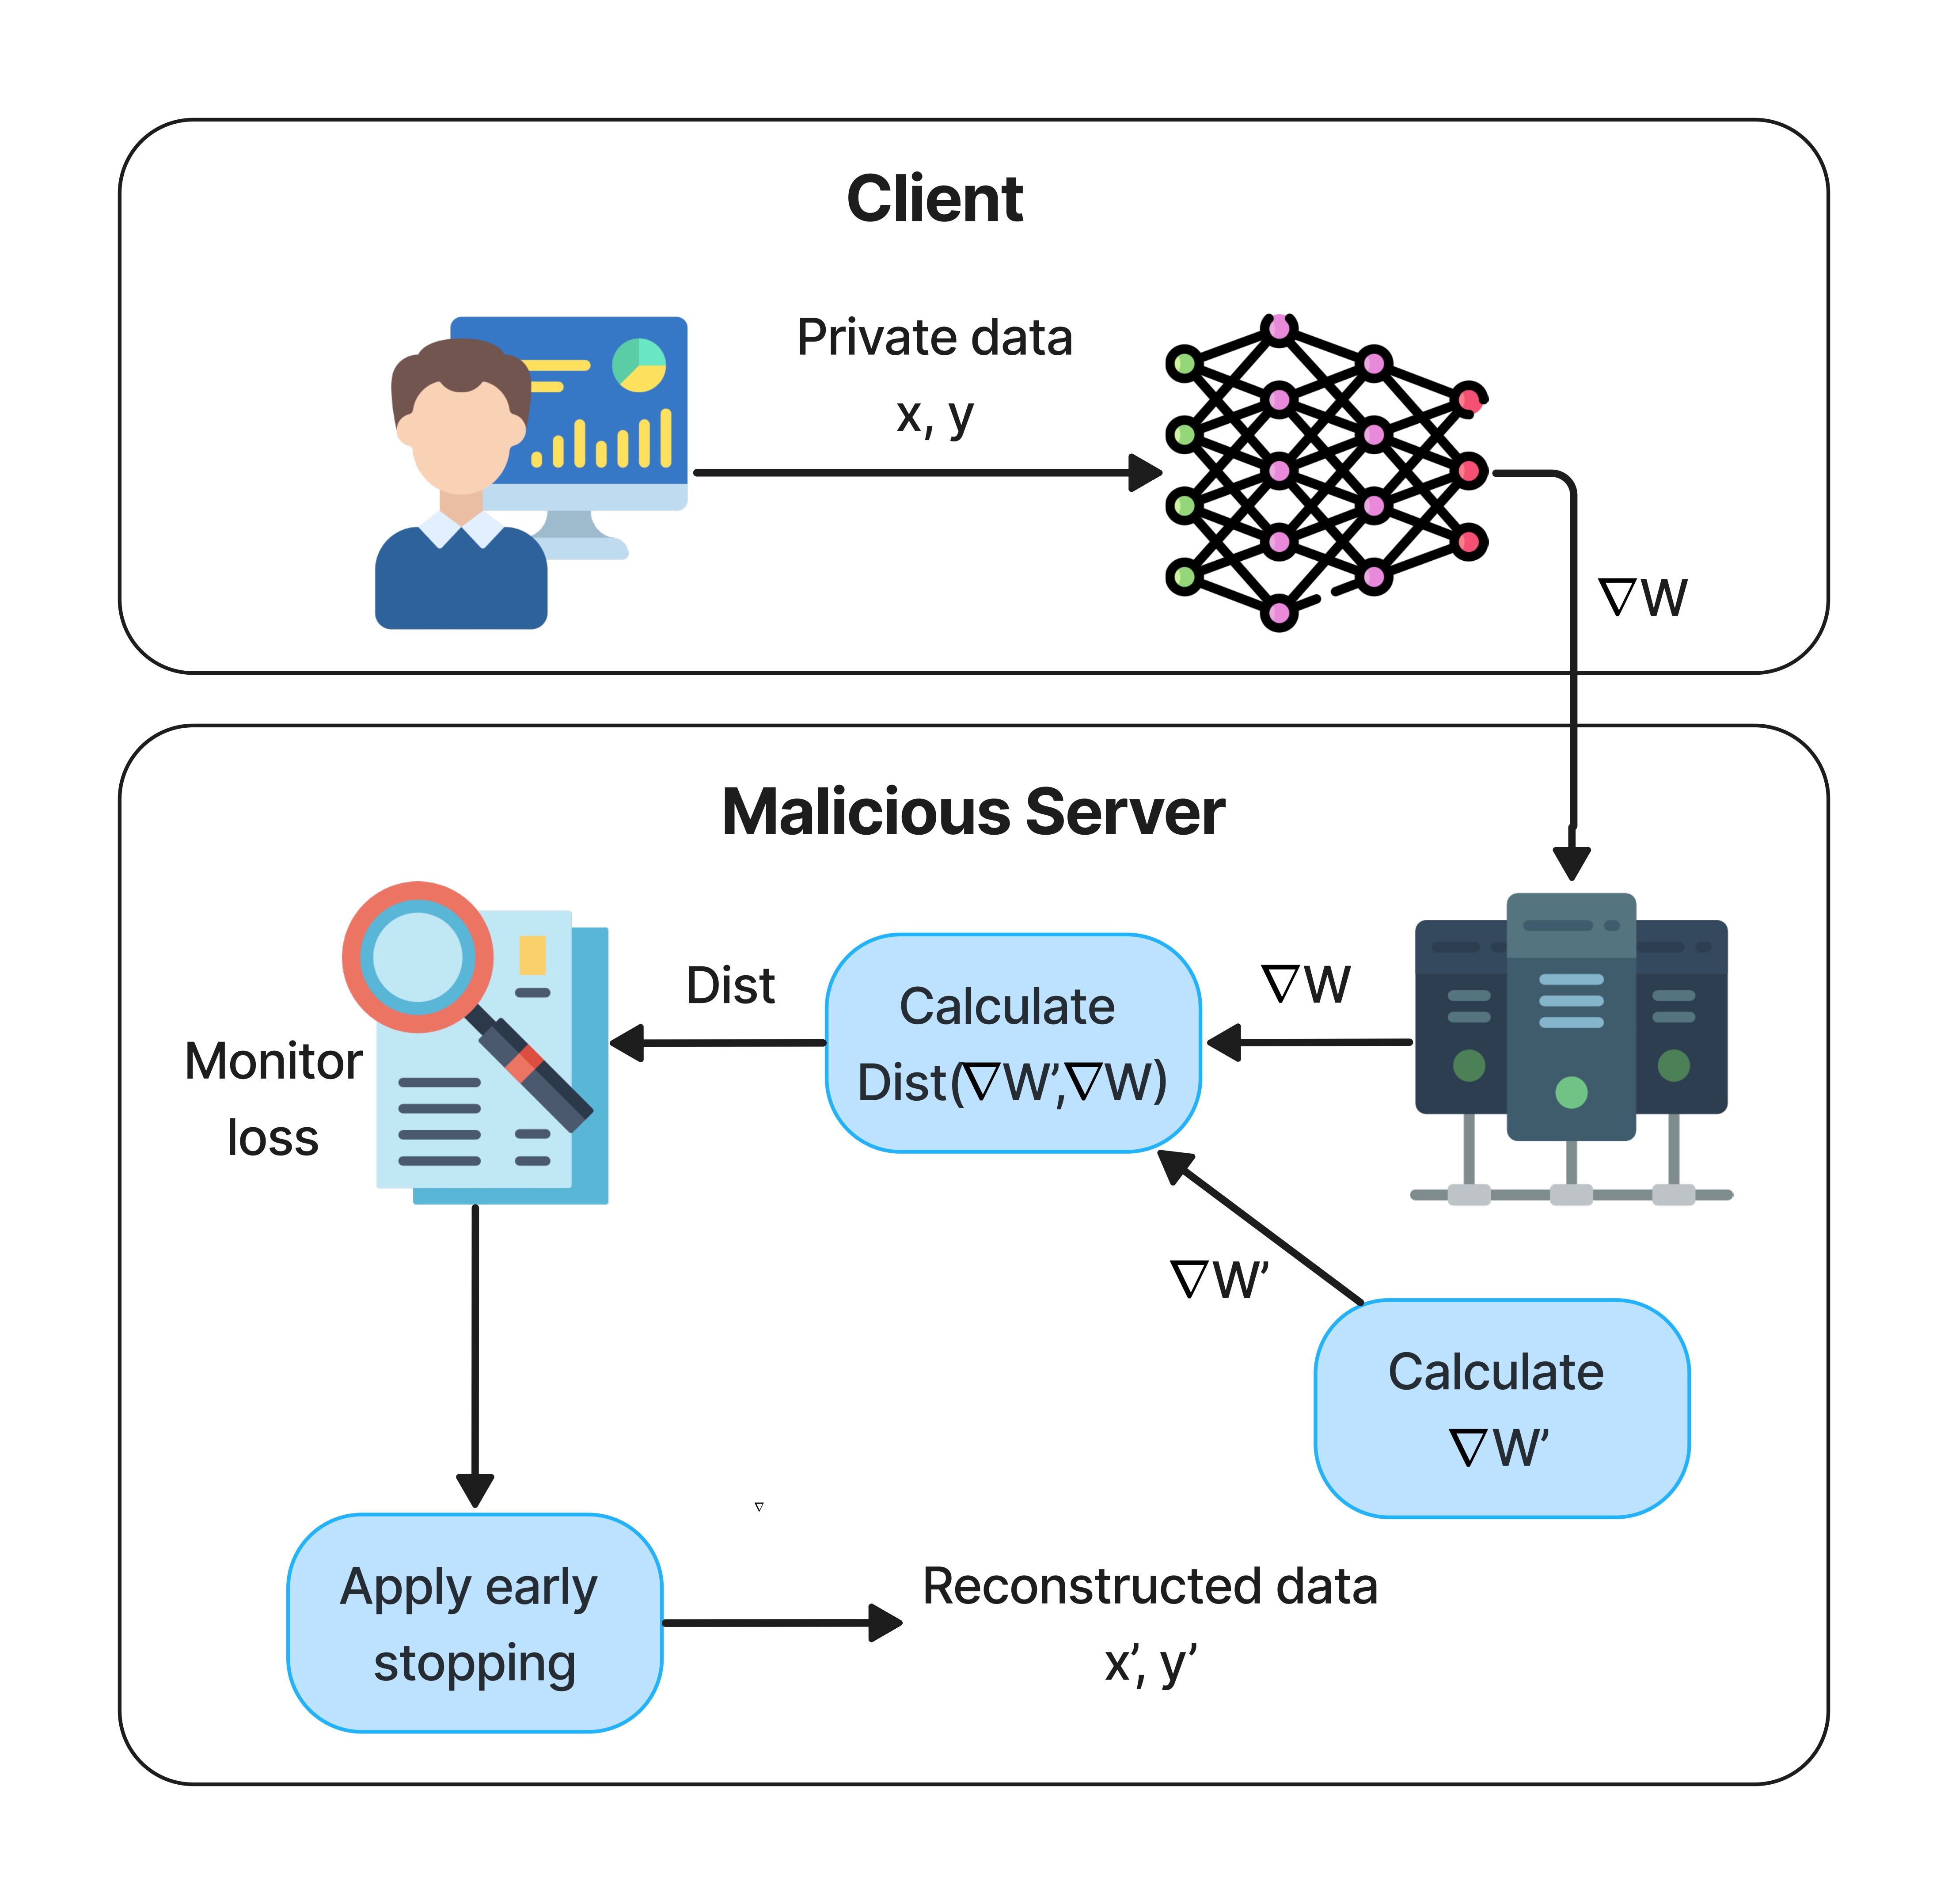 Client
Private data
x, y
▽W
Malicious Server
Monitor
loss
Dist
Calculate
Dist(▽W’,▽W)
▽W
▽W’
Calculate
▽W’
▽
Apply early
stopping
Reconstructed data
x’, y’